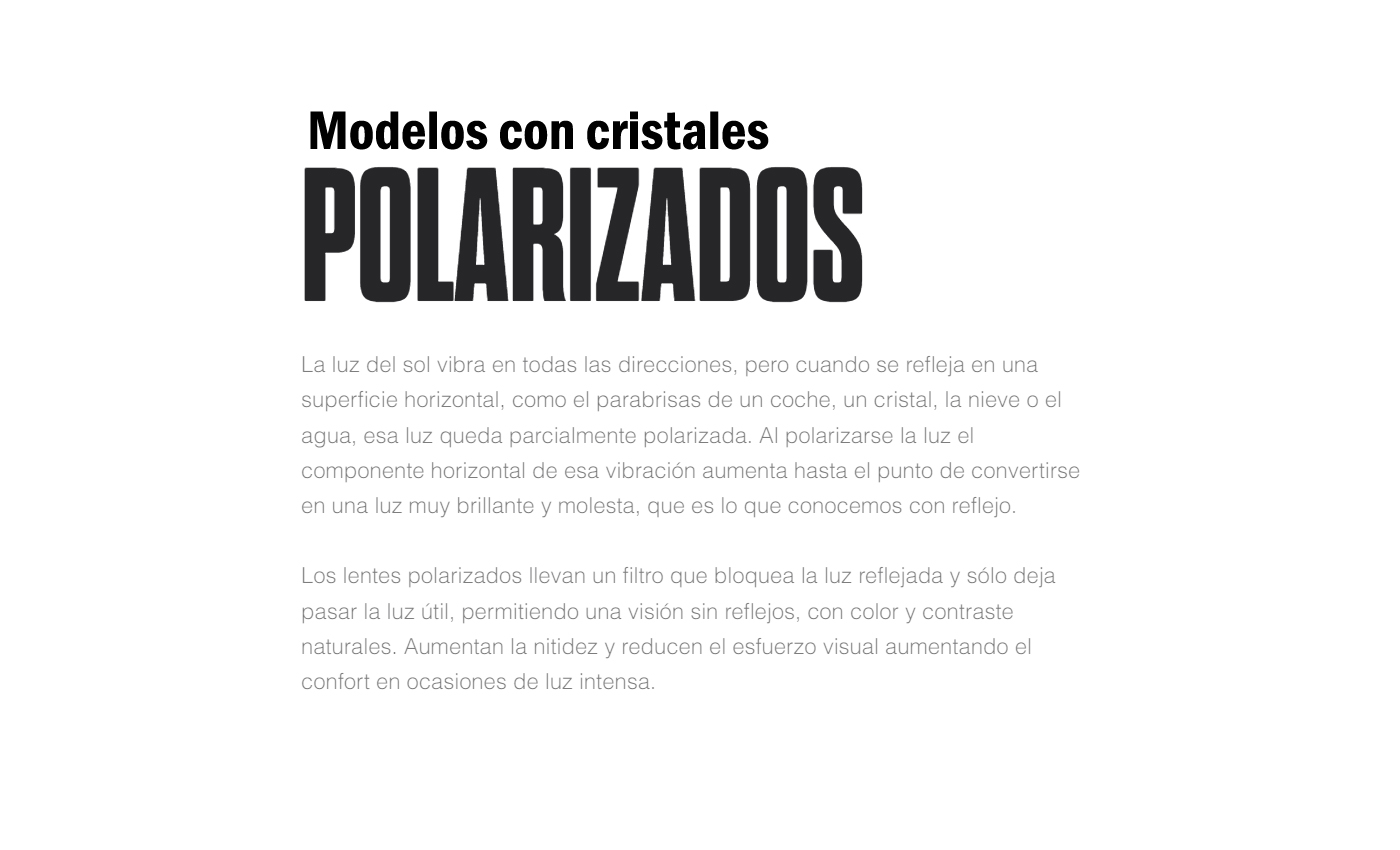 Modelos con cristales
POLARIZADOS
La luz del sol vibra en todas las direcciones, pero cuando se refleja en una
superficie horizontal, como el parabrisas de un coche, un cristal, la nieve o el
agua, esa luz queda parcialmente polarizada. Al polarizarse la luz el
componente horizontal de esa vibración aumenta hasta el punto de convertirse
en una luz muy brillante y molesta, que es lo que conocemos con reflejo.
Los lentes polarizados llevan un filtro que bloquea la luz reflejada y sólo deja
pasar la luz útil, permitiendo una visión sin reflejos, con color y contraste
naturales. Aumentan la nitidez y reducen el esfuerzo visual aumentando el
confort en ocasiones de luz intensa.